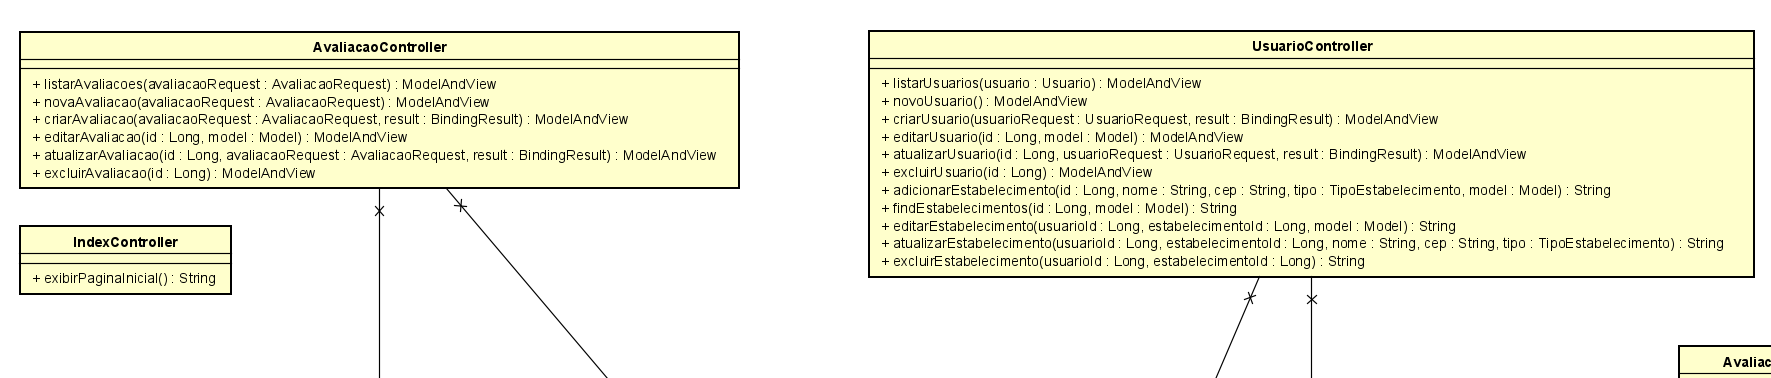 AvaliacaoController
+ listarAvaliacoes(avaliacaoRequest : AvaliacaoRequest) : ModelAndView
+ novaAvaliacao(avaliacaoRequest : AvaliacaoRequest) : ModelAndView
+ criarAvaliacao(avaliacaoRequest : AvaliacaoRequest, result : BindingResult) : ModelAndView
+ editarAvaliacao(id : Long, model : Model) : ModelAndView
+ atualizarAvaliacao(id : Long, avaliacaoRequest : AvaliacaoRequest, result : BindingResult) : ModelAndView
+ excluirAvaliacao(id : Long) : ModelAndView
IndexController
+ exibirPaginaInicial() : String
UsuarioController
+ listarUsuarios(usuario : Usuario) : ModelAndView
+ novoUsuario() : ModelAndView
+ criarUsuario(usuarioRequest : UsuarioRequest, result : BindingResult) : ModelAndView
+ editarUsuario(id : Long, model : Model) : ModelAndView
+ atualizarUsuario(id : Long, usuarioRequest : UsuarioRequest, result : BindingResult) : ModelAndView
+ excluirUsuario(id : Long) : ModelAndView
+ adicionarEstabelecimento(id : Long, nome : String, cep : String, tipo : TipoEstabelecimento, model : Model) : String
+ findEstabelecimentos(id : Long, model : Model) : String
+ editarEstabelecimento(usuarioId : Long, estabelecimentoId : Long, model : Model) : String
+ atualizarEstabelecimento(usuarioId : Long, estabelecimentoId : Long, nome : String, cep : String, tipo : TipoEstabelecimento) : String
+ excluirEstabelecimento(usuarioId : Long, estabelecimentoId : Long) : String
Avaliac